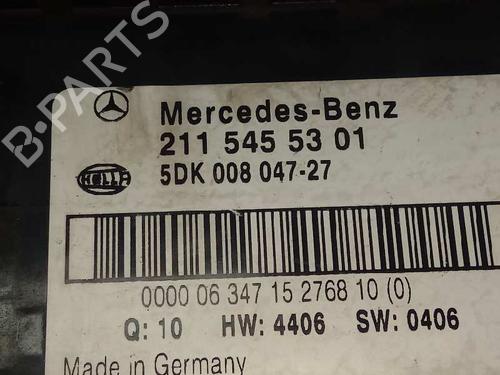 B-PARTS
Mercedes-Benz
211 545 53 01
HELLA
5DK 008 047-27
0000 06 347 15 2768 10 (0)
Q: 10 HW: 4406 SW: 0406
Made in Germany